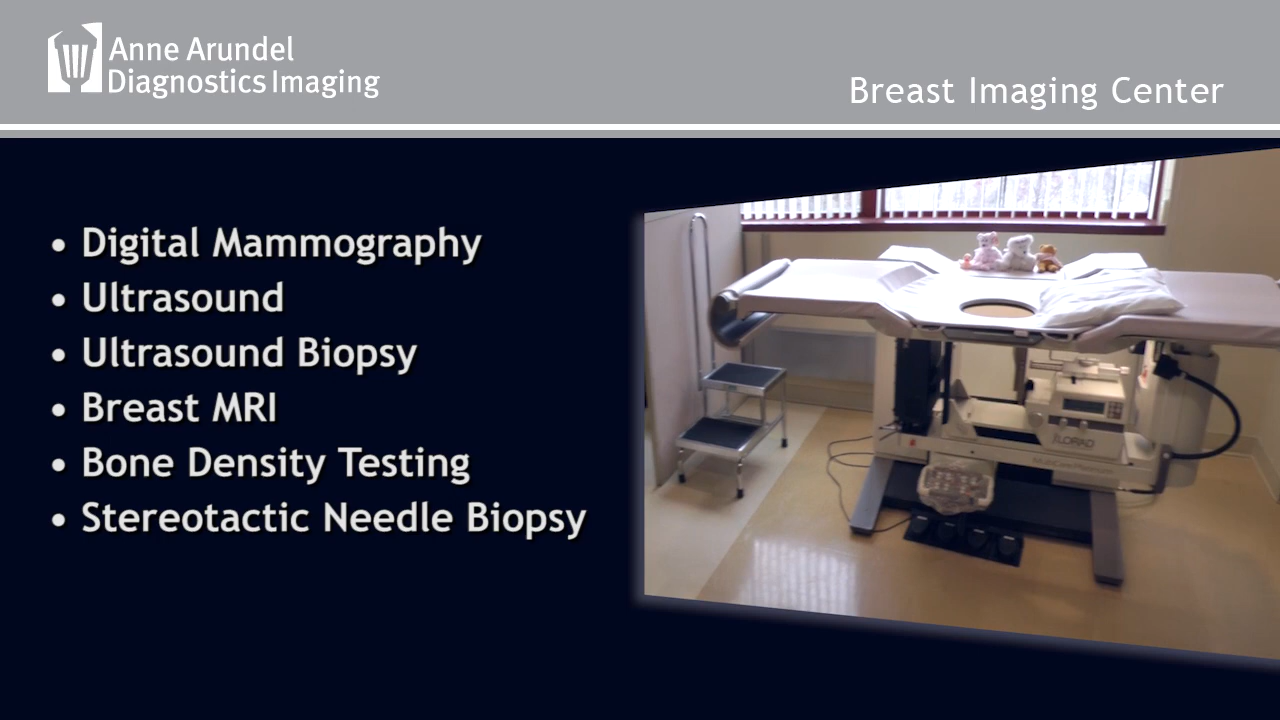 Anne Arundel
Diagnostics Imaging
Breast Imaging Center
• Digital Mammography
• Ultrasound
• Ultrasound Biopsy
• Breast MRI
• Bone Density Testing
• Stereotactic Needle Biopsy
LORAD